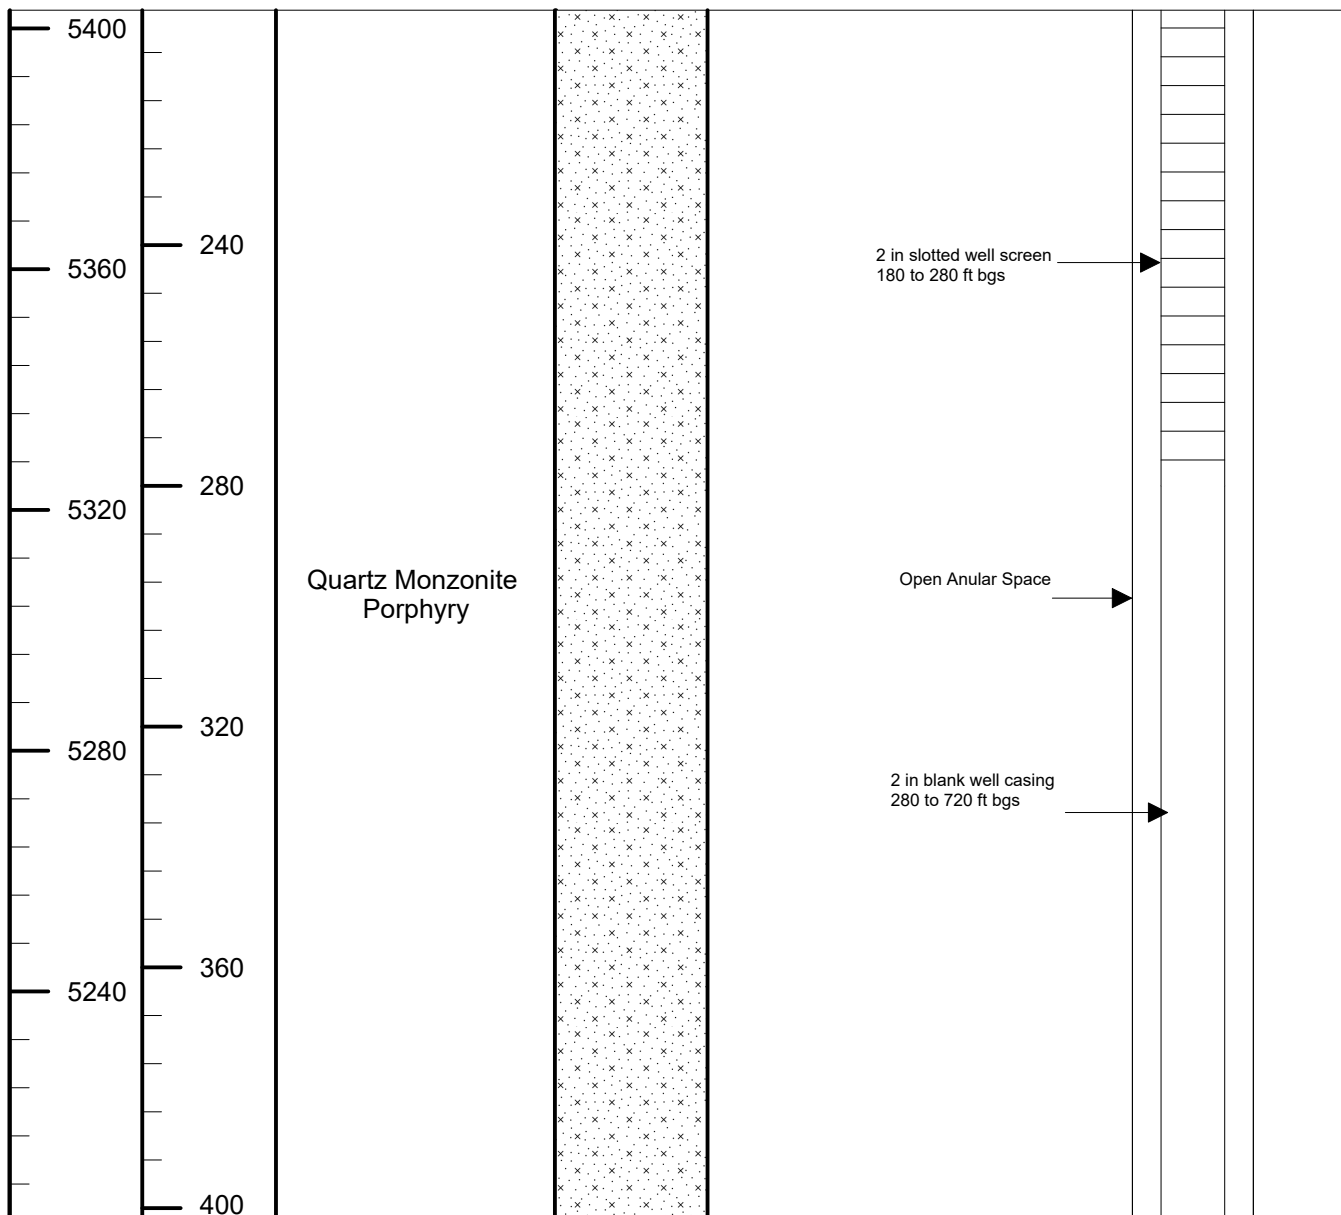 5400
5360
5320
5280
5240
240
280
320
360
400
Quartz Monzonite
Porphyry
2 in slotted well screen
180 to 280 ft bgs
Open Anular Space
2 in blank well casing
280 to 720 ft bgs